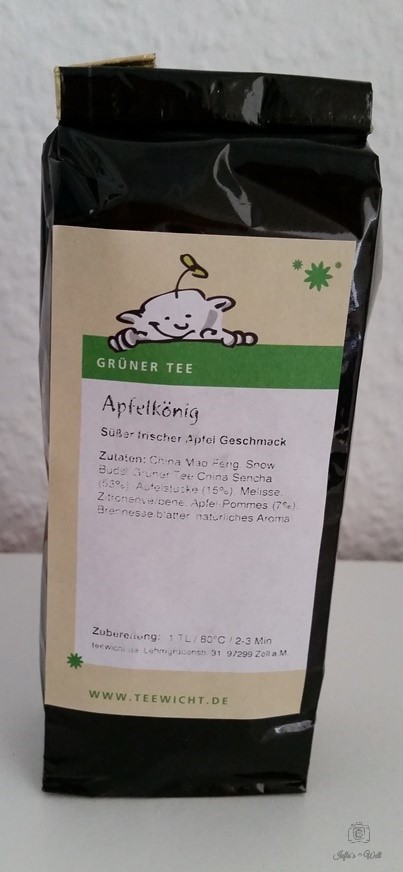 GRÜNER TEE
Apfelkönig
Süßer frischer Apfel Geschmack
Zutaten: China Mao Feng, Snow
Buds, Grüner Tee China Sencha
(53%), Apfelstücke (15%), Melisse,
Zitronenverbene, Apfel-Pommes (7%),
Brennesselblätter, natürliches Aroma
Zubereitung: 1 TL / 80°C / 2-3 Min
teewicht.de Lehmgrubenstr. 31 97299 Zell a.M.
WWW.TEEWICHT.DE